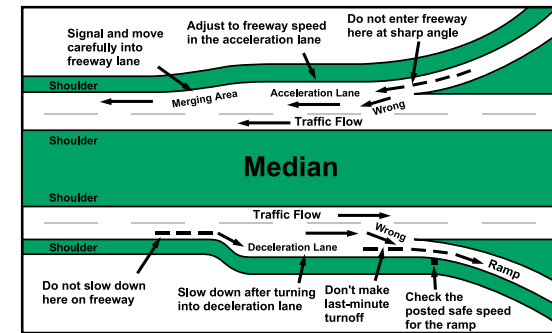 Signal and move
carefully into
freeway lane
Adjust to freeway speed
in the acceleration lane
Do not enter freeway
here at sharp angle
Shoulder
Merging Area
Acceleration Lane
Wrong
Traffic Flow
Shoulder
Median
Shoulder
Traffic Flow
Wrong
Shoulder
Deceleration Lane
Ramp
Do not slow down
here on freeway
Slow down after turning
into deceleration lane
Don't make
last-minute
turnoff
Check the
posted safe speed
for the ramp